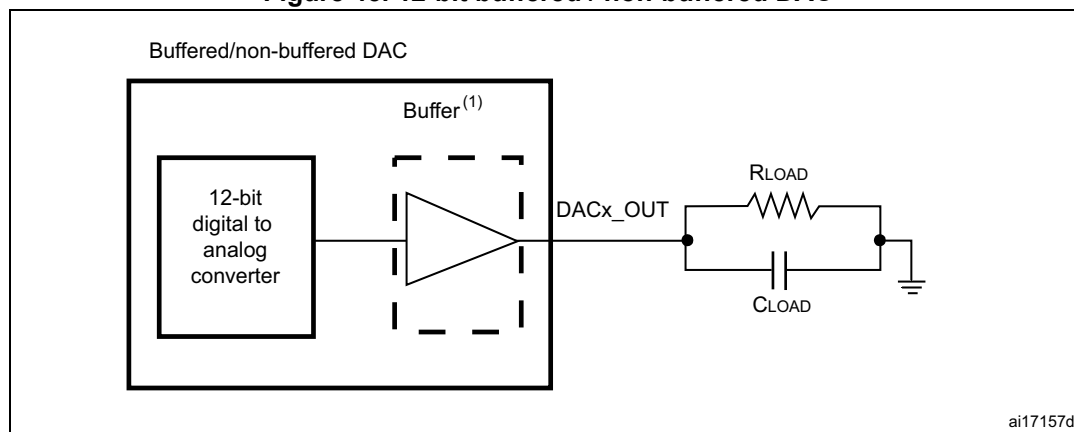 Buffered/non-buffered DAC
Buffer(1)
12-bit
digital to
analog
converter
DACx_OUT
RLOAD
CLOAD
ai17157d